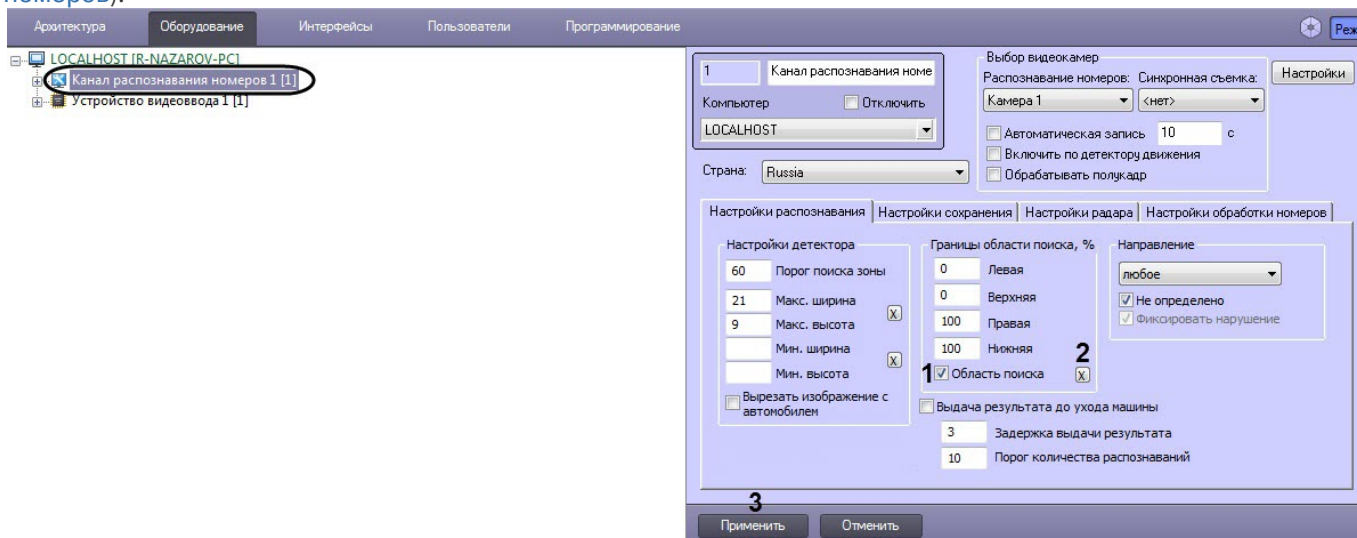 номеров).
Архитектура Оборудование Интерфейсы Пользователи Программирование Реж
LOCALHOST [R-NAZAROV-PC]
Канал распознавания номеров 1 [1]
Устройство видеоввода 1 [1]
1 Канал распознавания номе
Компьютер Отключить
LOCALHOST
Страна: Russia
Выбор видеокамер
Распознавание номеров: Синхронная съемка:
Камера 1 <нет>
Автоматическая запись 10 с
Включить по детектору движения
Обрабатывать полукадр
Настройки
Настройки распознавания Настройки сохранения Настройки радара Настройки обработки номеров
Настройки детектора
60 Порог поиска зоны
21 Макс. ширина
X
9 Макс. высота
Мин. ширина
X
Мин. высота
Вырезать изображение с
автомобилем
Границы области поиска, %
0 Левая
0 Верхняя
100 Правая
100 Нижняя
2
1 Область поиска X
Направление
любое
Не определено
Фиксировать нарушение
Выдача результата до ухода машины
3 Задержка выдачи результата
10 Порог количества распознаваний
3
Применить Отменить